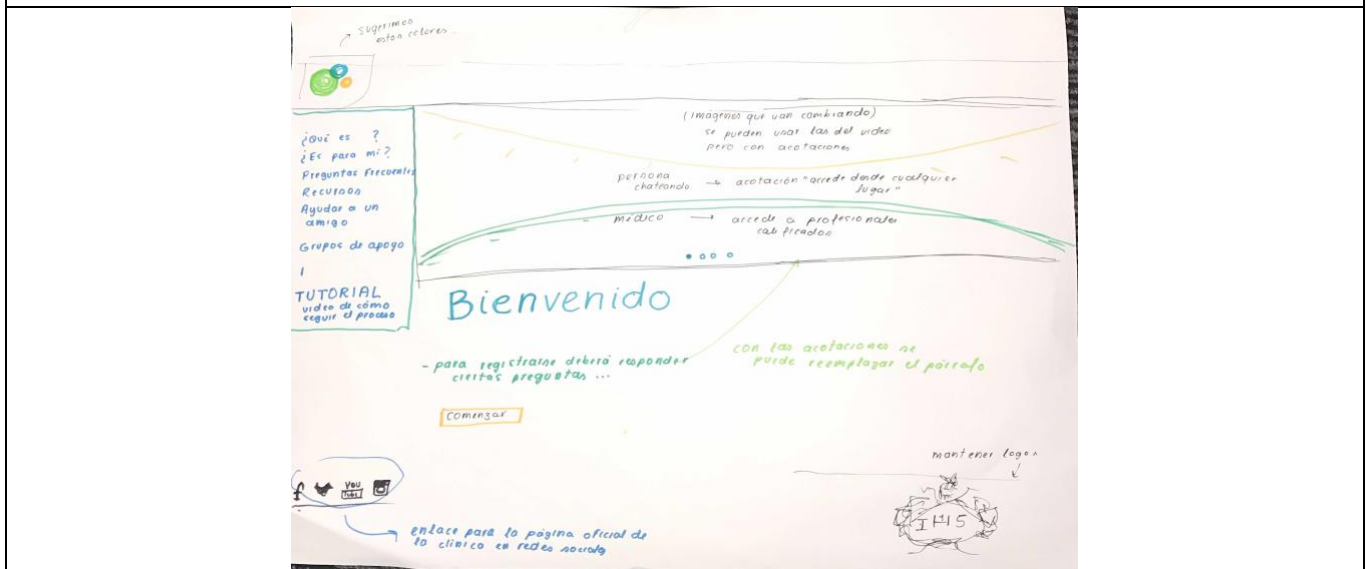 sugerimos
estos colores
¿Qué es ?
¿Es para mi?
Preguntas Frecuentes
Recursos
Ayudar a un
amigo
Grupos de apoyo
TUTORIAL
video de cómo
seguir el proceso
(Imágenes que van cambiando)
se pueden usar las del video
pero con acotaciones
persona
chateando → acotación "accede desde cualquier
lugar"
médico → accede a profesionales
calificados
Bienvenido
- para registrarse deberá responder
ciertas preguntas ...
con las acotaciones se
puede reemplazar el párrafo
comenzar
f You
Tube
enlace para la página oficial de
la clínica en redes sociales
mantener logos
IHS